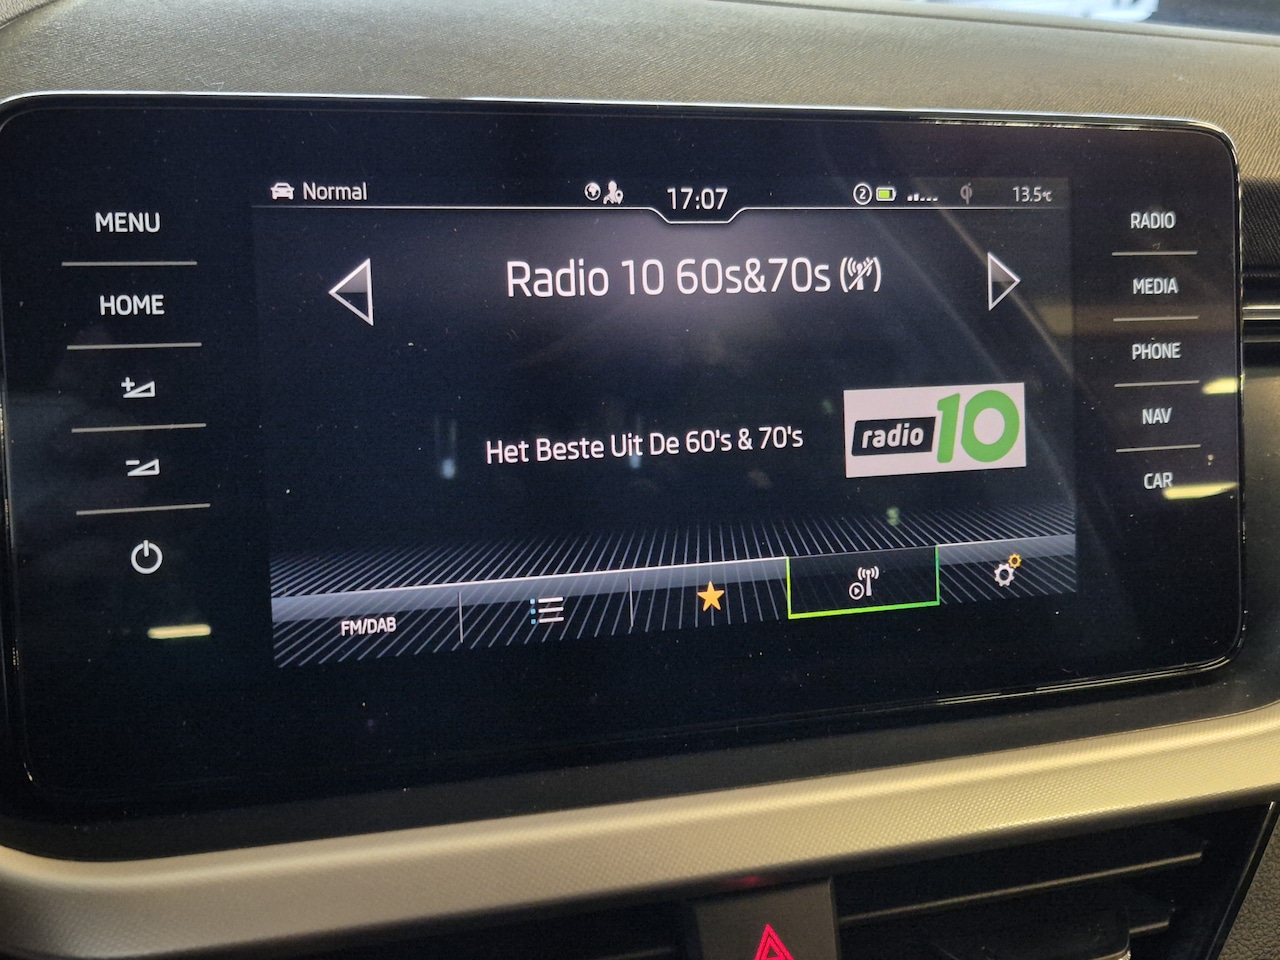 Normal
17:07
2
13.5°C
MENU
HOME
Radio 10 60s&70s
Het Beste Uit De 60's & 70's
radio 10
FM/DAB
RADIO
MEDIA
PHONE
NAV
CAR